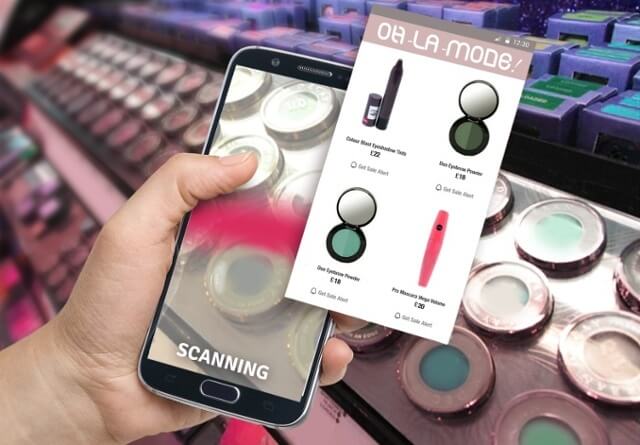 12:30
OH-LA-MODE!
Colour Blast Eyeshadow Stick
£22
Get Sale Alert
Duo Eyebrow Powder
£18
Get Sale Alert
Duo Eyebrow Powder
£18
Get Sale Alert
Pro Mascara Mega Volume
£20
Get Sale Alert
SCANNING